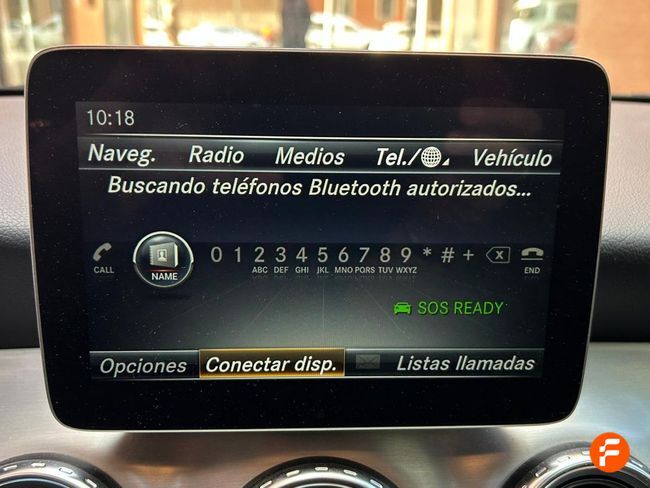 10:18
Naveg. Radio Medios Tel./ Vehículo
Buscando teléfonos Bluetooth autorizados...
0 1 2 3 4 5 6 7 8 9 * # + x
CALL NAME ABC DEF GHI JKL MNO PQRS TUV WXYZ END
SOS READY
Opciones Conectar disp. Listas llamadas